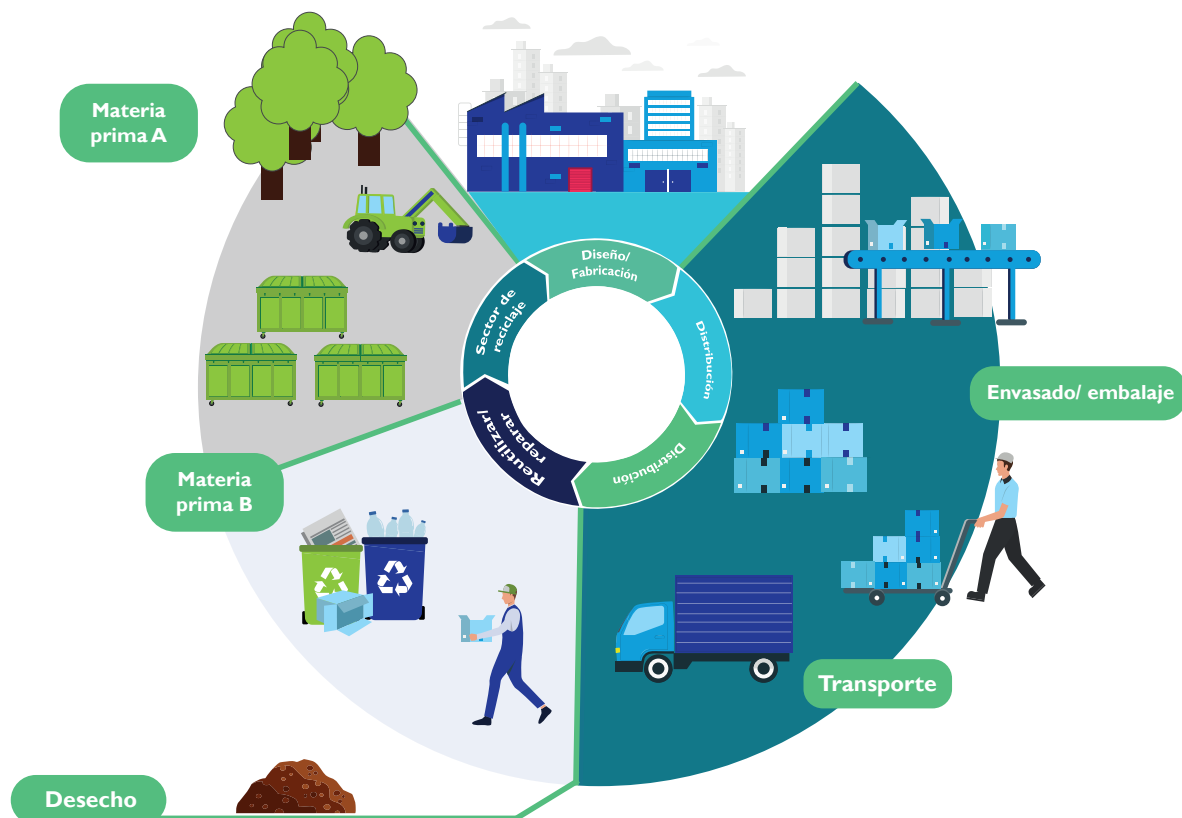 Materia
prima A
Diseño/
Fabricación
Sector de
reciclaje
Distribución
Envasado/ embalaje
Reutilizar/
reparar
Distribución
Materia
prima B
Transporte
Desecho